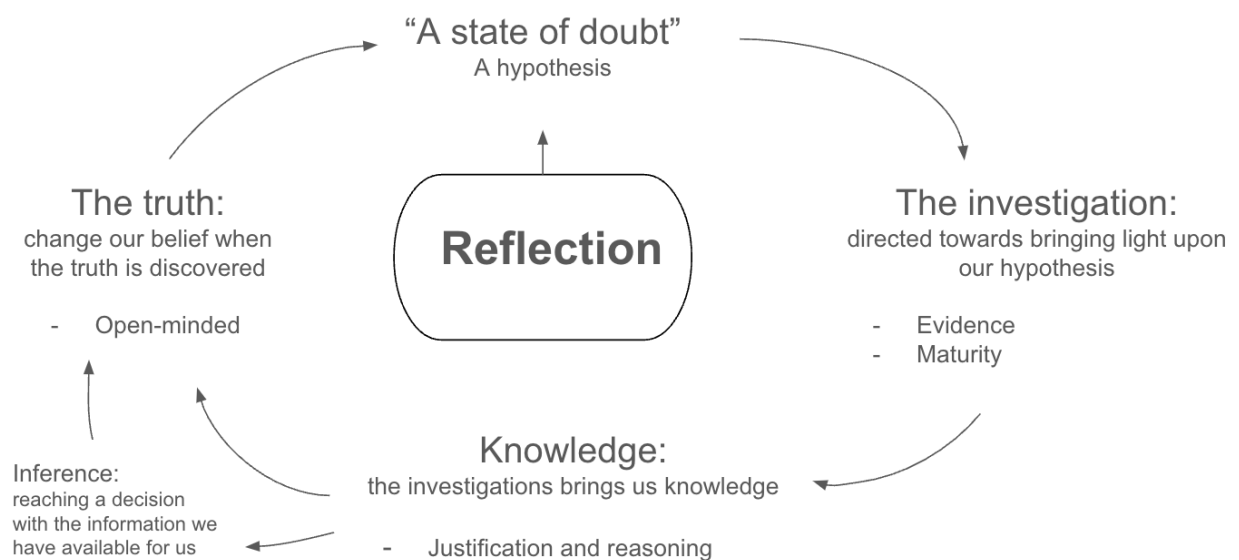 “A state of doubt”
A hypothesis
The truth:
change our belief when
the truth is discovered
- Open-minded
Reflection
The investigation:
directed towards bringing light upon
our hypothesis
- Evidence
- Maturity
Knowledge:
the investigations brings us knowledge
- Justification and reasoning
Inference:
reaching a decision
with the information we
have available for us